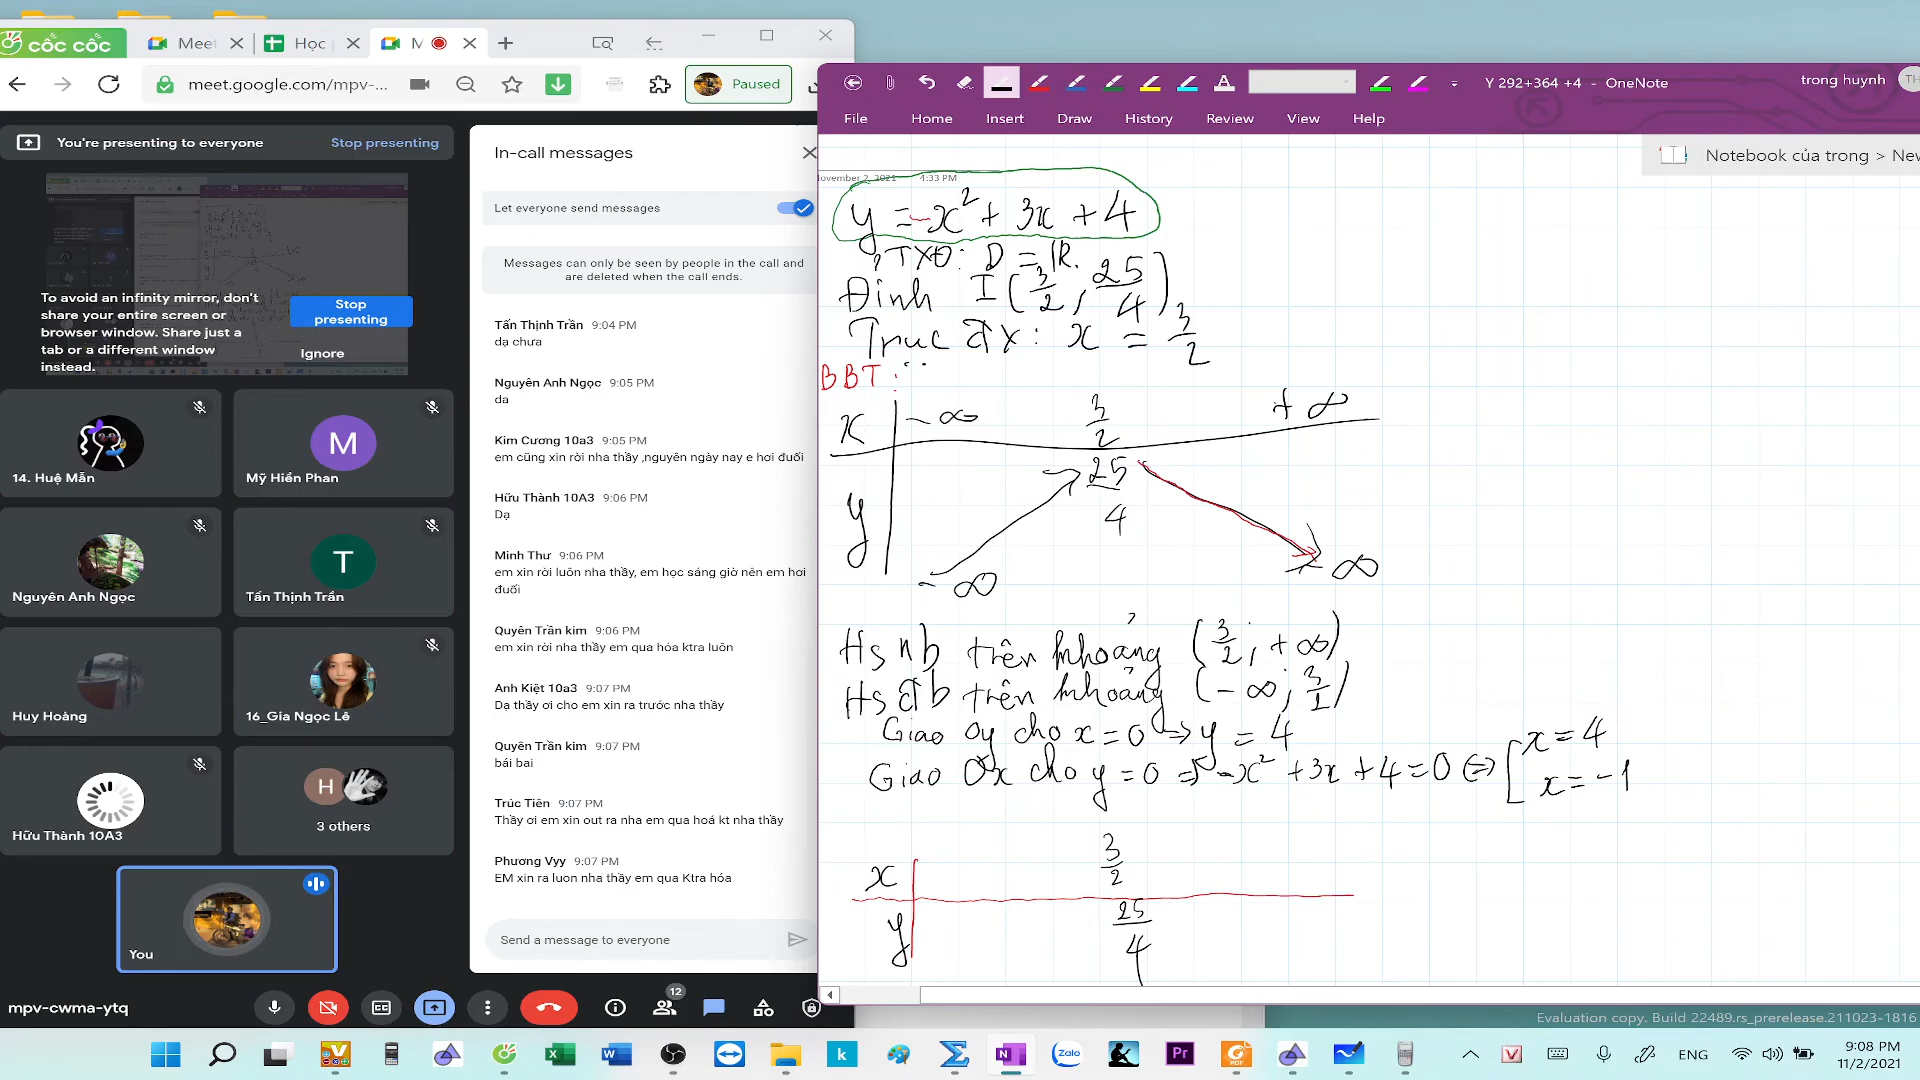 cốc cốc
Meet
Học
M
meet.google.com/mpv-...
Paused
You're presenting to everyone
Stop presenting
To avoid an infinity mirror, don't
share your entire screen or
browser window. Share just a
tab or a different window
instead.
Stop
presenting
Ignore
14. Huệ Mẫn
Mỹ Hiền Phan
M
Nguyên Anh Ngọc
T
Tấn Thịnh Trần
Huy Hoàng
16_Gia Ngọc Lê
Hữu Thành 10A3
H
3 others
You
mpv-cwma-ytq
12
In-call messages
Let everyone send messages
Messages can only be seen by people in the call and
are deleted when the call ends.
Tấn Thịnh Trần 9:04 PM
dạ chưa
Nguyên Anh Ngọc 9:05 PM
da
Kim Cương 10a3 9:05 PM
em cũng xin rời nha thầy ,nguyên ngày nay e hơi đuối
Hữu Thành 10A3 9:06 PM
Dạ
Minh Thư 9:06 PM
em xin rời luôn nha thầy, em học sáng giờ nên em hơi
đuối
Quyên Trần kim 9:06 PM
em xin rời nha thầy em qua hóa ktra luôn
Anh Kiệt 10a3 9:07 PM
Dạ thầy ơi cho em xin ra trước nha thầy
Quyên Trần kim 9:07 PM
bái bai
Trúc Tiên 9:07 PM
Thầy ơi em xin out ra nha em qua hoá kt nha thầy
Phương Vyy 9:07 PM
EM xin ra luon nha thầy em qua Ktra hóa
Send a message to everyone
Y 292+364 +4 - OneNote
trong huynh
TH
File Home Insert Draw History Review View Help
Notebook của trong > New
November 2, 2021 4:33 PM
y = -x² + 3x + 4
TXĐ: D = R.
Đỉnh I(3/2, 25/4)
Trục đx: x = 3/2
BBT:
x -∞ 3/2 +∞
y -∞ 25/4 -∞
Hs nb trên khoảng (3/2; +∞)
Hs đb trên khoảng (-∞; 3/2)
Giao Oy cho x = 0 ⇒ y = 4
Giao Ox cho y = 0 ⇒ -x² + 3x + 4 = 0 ⇔ [x = 4
x = -1
x 3/2
y 25/4
Evaluation copy. Build 22489.rs_prerelease.211023-1816
ENG
9:08 PM
11/2/2021